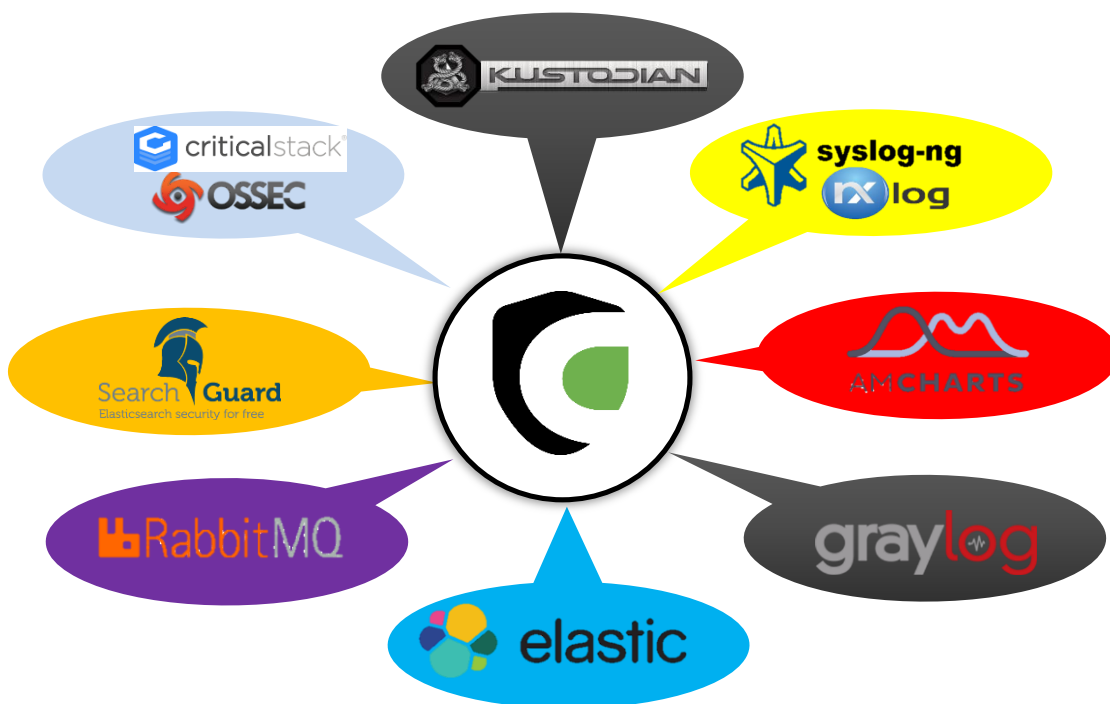 KUSTODIAN
criticalstack®
OSSEC
syslog-ng
nxlog
Search Guard
Elasticsearch security for free
AMCHARTS
RabbitMQ
graylog
elastic